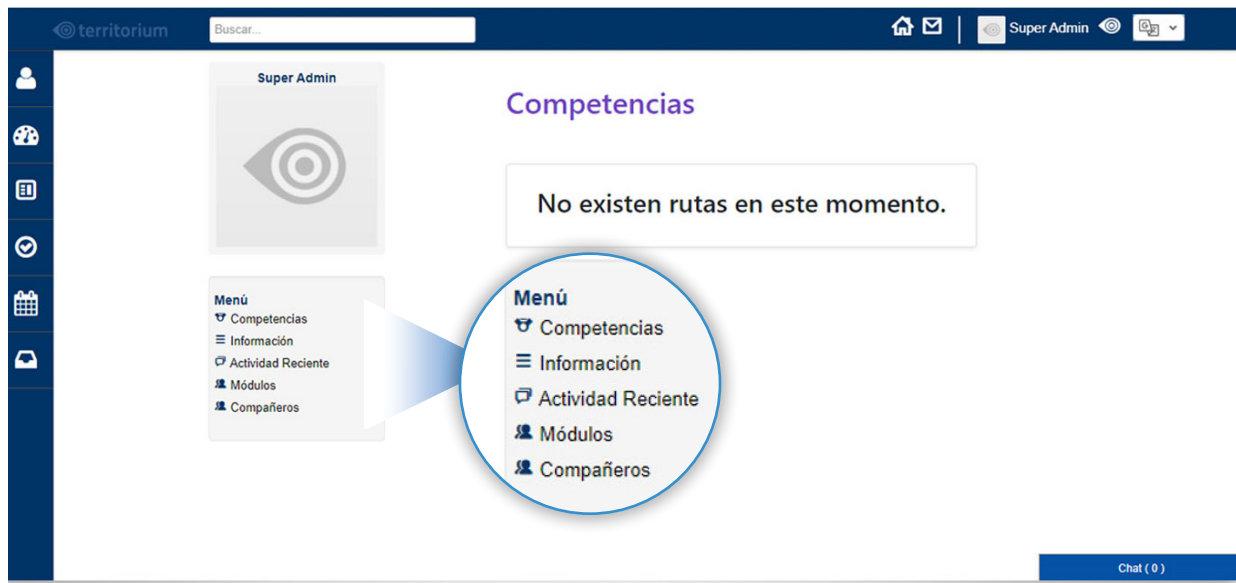 territorium
Buscar...
Super Admin
Super Admin
Competencias
No existen rutas en este momento.
Menú
Competencias
Información
Actividad Reciente
Módulos
Compañeros
Menú
Competencias
Información
Actividad Reciente
Módulos
Compañeros
Chat ( 0 )